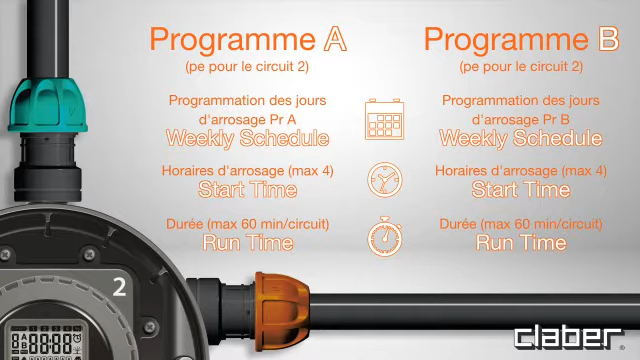 Programme A
(pe pour le circuit 2)
Programmation des jours
d'arrosage Pr A
Weekly Schedule
Horaires d'arrosage (max 4)
Start Time
Durée (max 60 min/circuit)
Run Time
Programme B
(pe pour le circuit 2)
Programmation des jours
d'arrosage Pr B
Weekly Schedule
Horaires d'arrosage (max 4)
Start Time
Durée (max 60 min/circuit)
Run Time
2
88:88
claber®